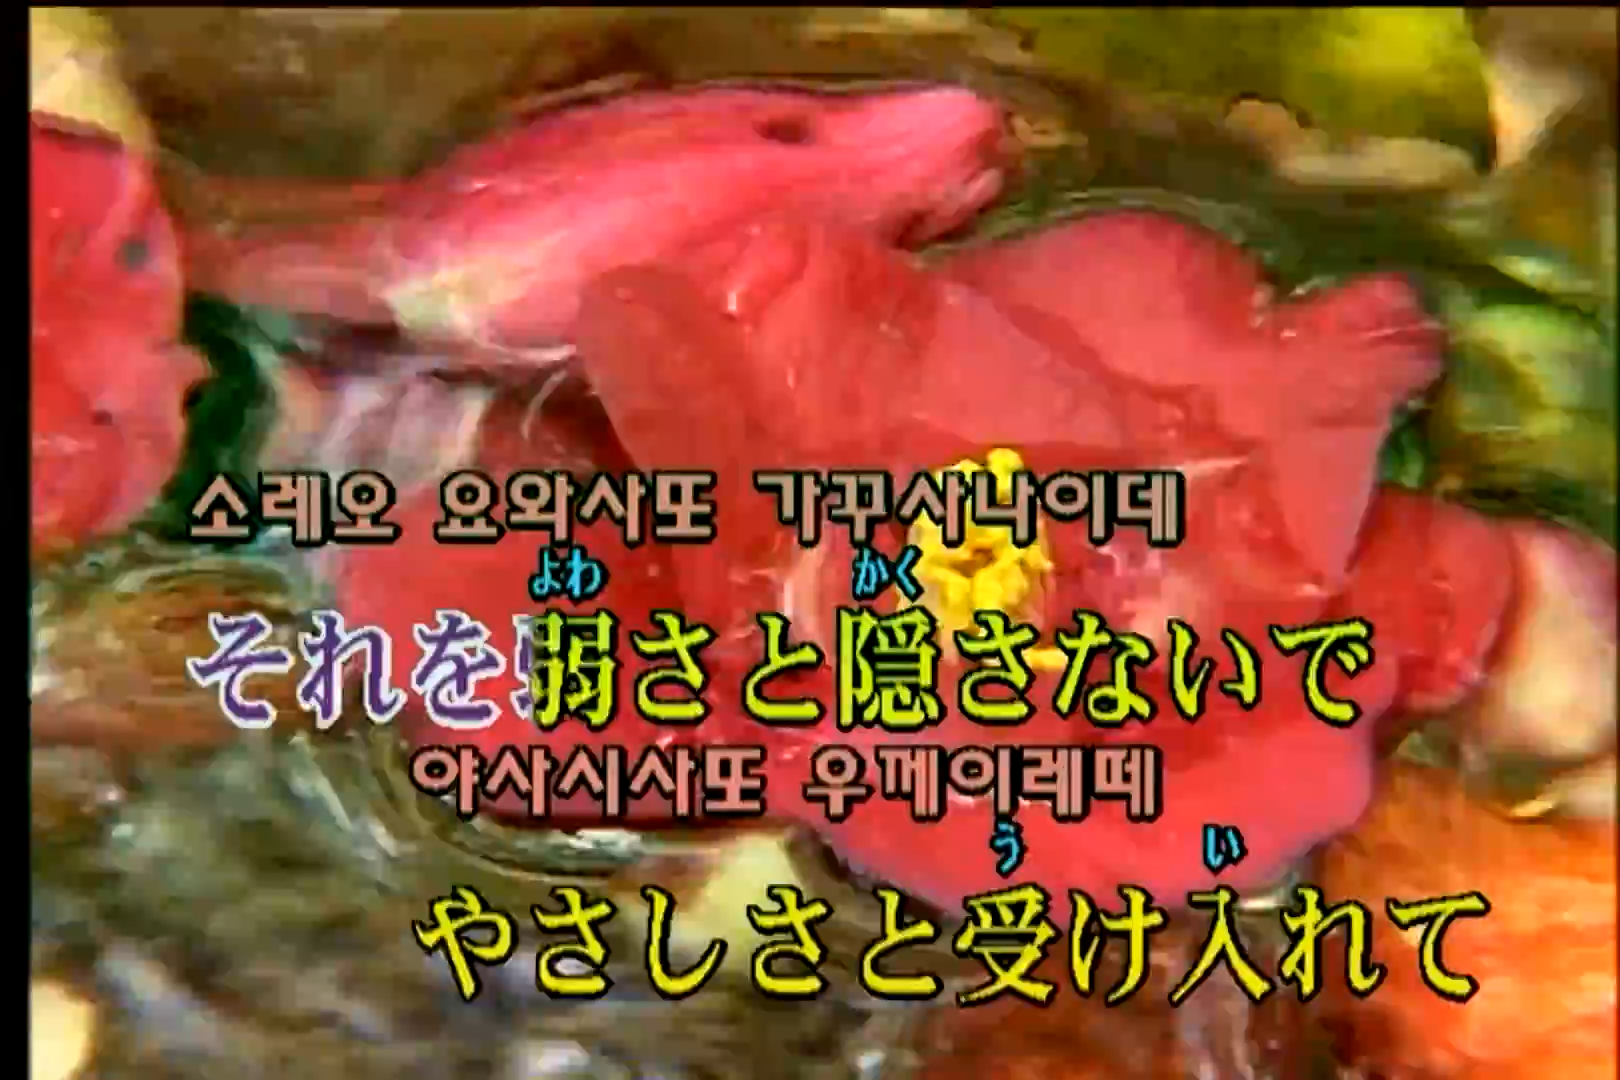 소레오 요와사또 가꾸사나이데
よわ かく
それを弱さと隠さないで
야사시사또 우께이레떼
う い
やさしさと受け入れて